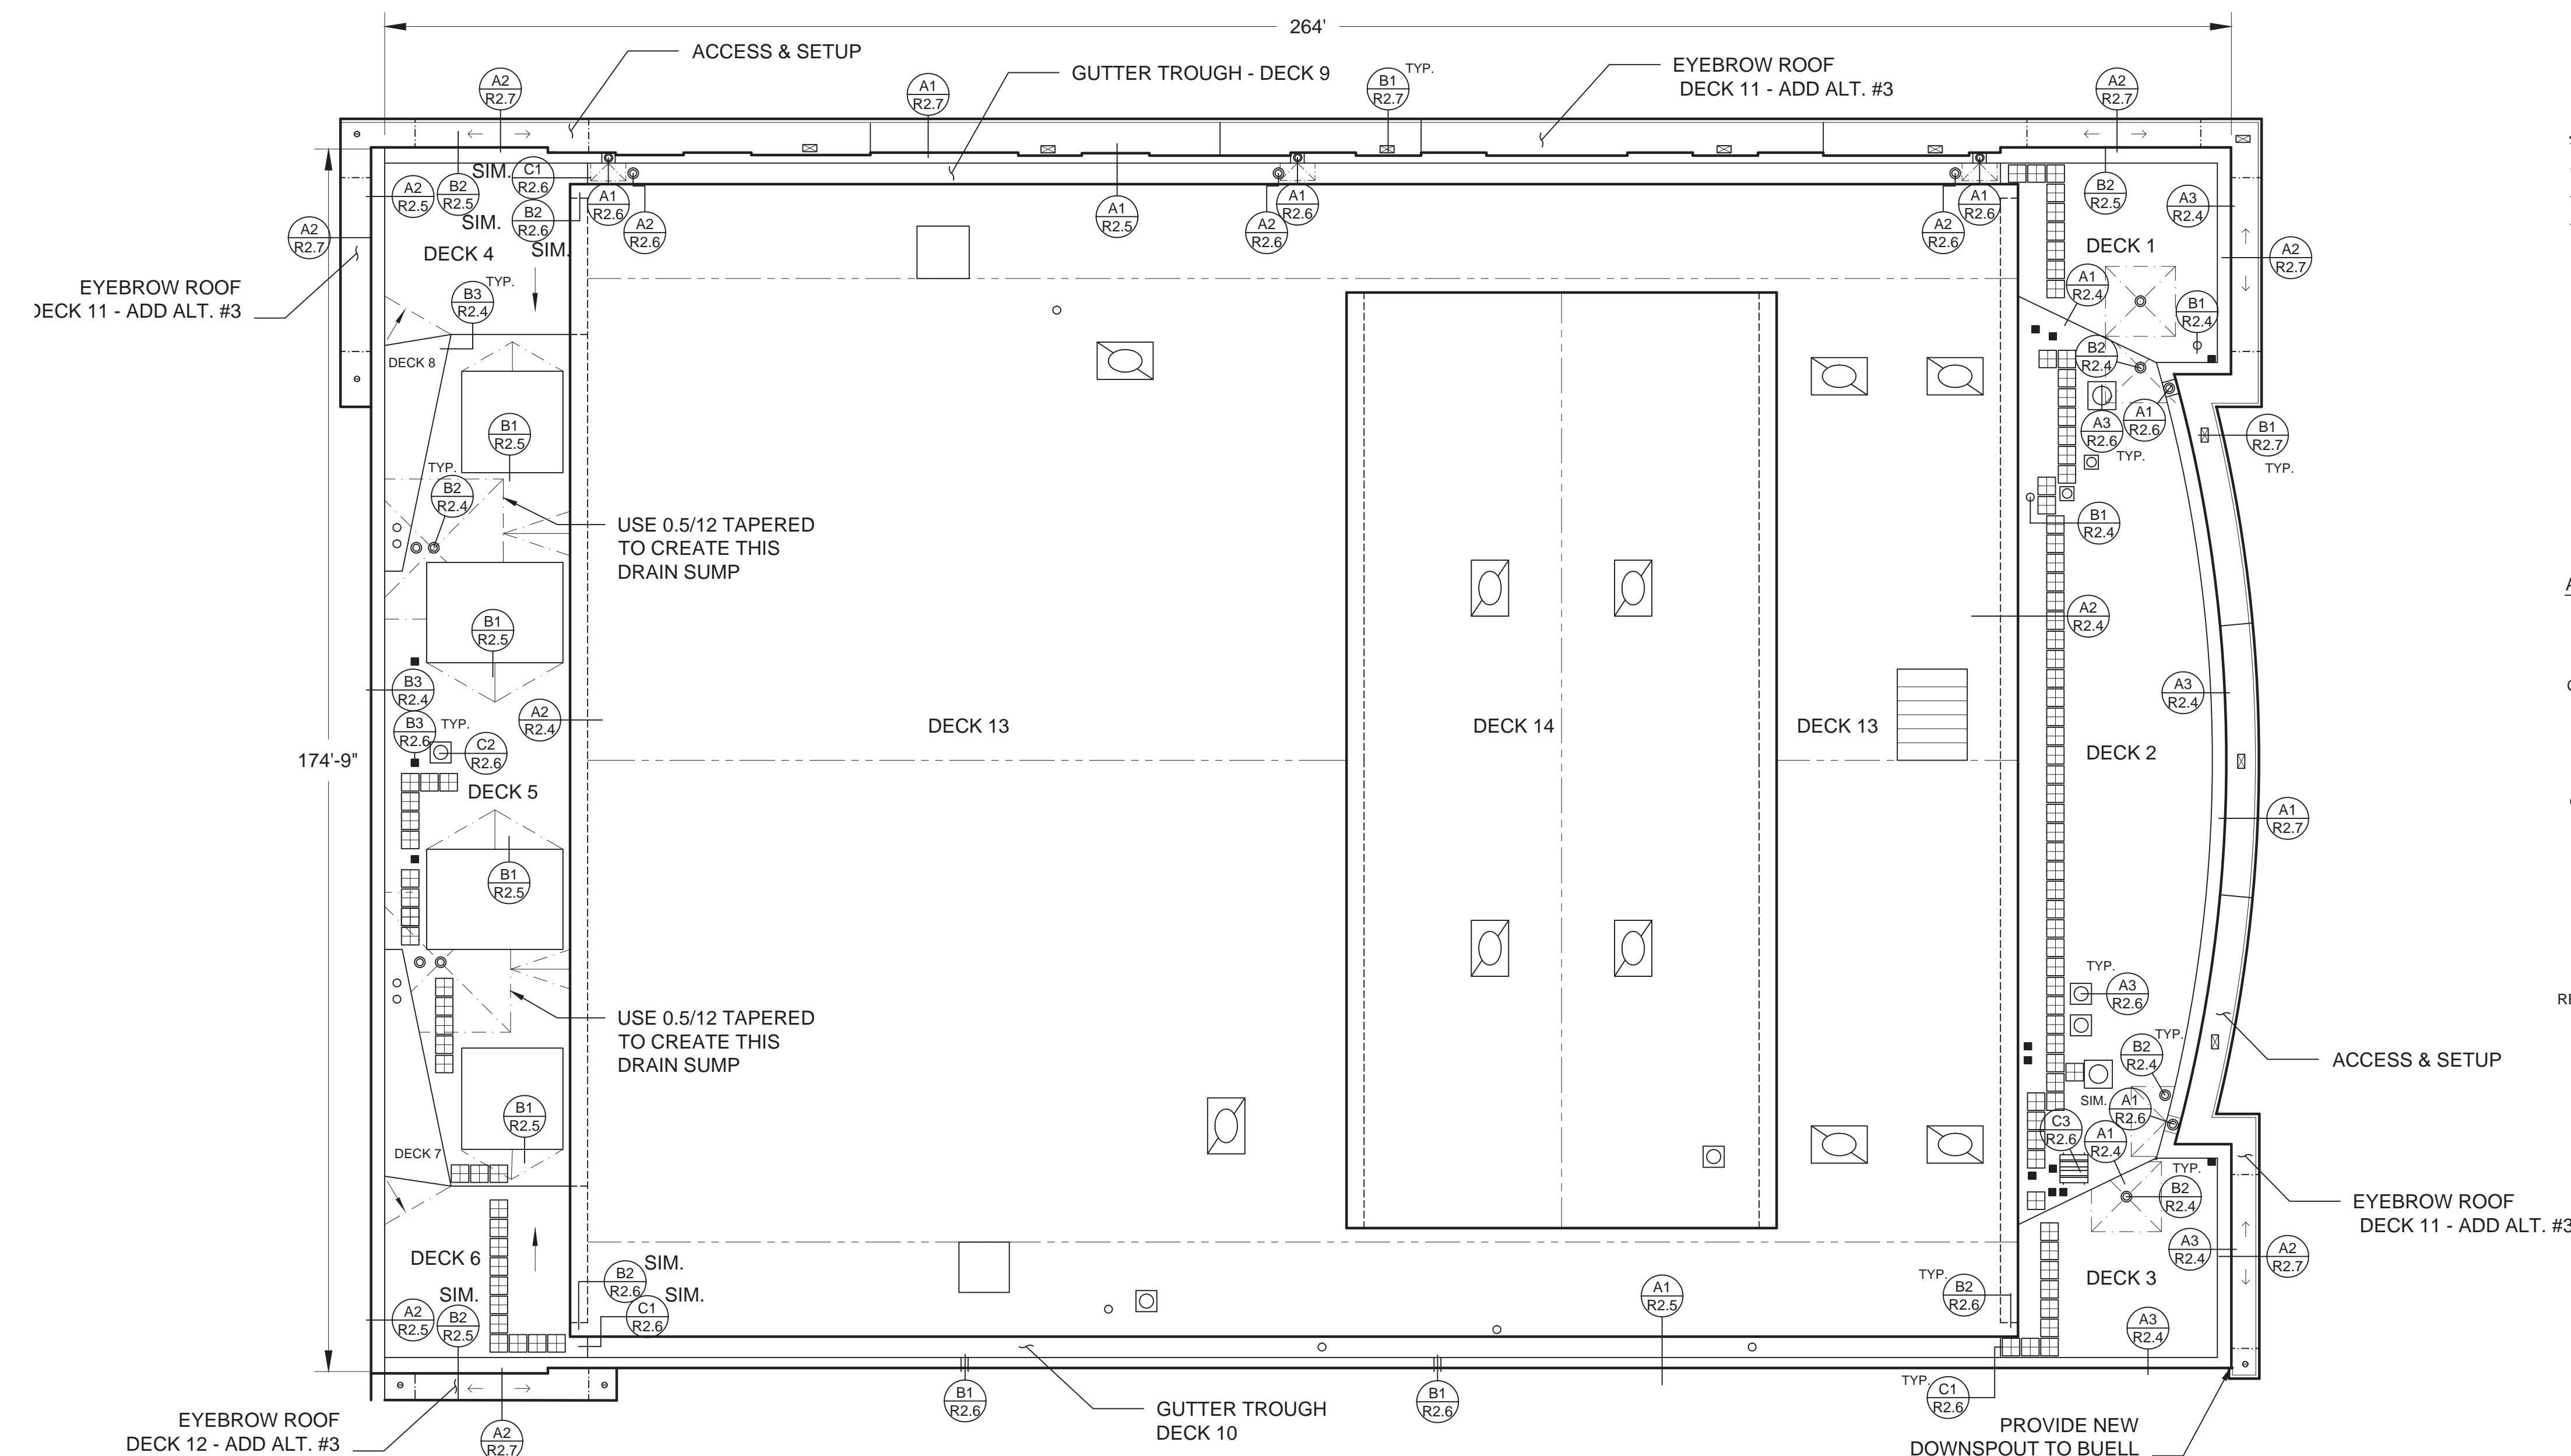 264'
ACCESS & SETUP
GUTTER TROUGH - DECK 9
EYEBROW ROOF
DECK 11 - ADD ALT. #3
A2
R2.7
A1
R2.7
B1
R2.7
TYP.
A2
R2.7
SIM.
C1
R2.6
A2
R2.5
B2
R2.5
SIM.
B2
R2.6
SIM.
A1
R2.6
A2
R2.6
A1
R2.5
A1
R2.6
A2
R2.6
A1
R2.6
A2
R2.6
B2
R2.5
A3
R2.4
A2
R2.7
DECK 4
DECK 1
A2
R2.7
EYEBROW ROOF
DECK 11 - ADD ALT. #3
B3
R2.4
TYP.
A1
R2.4
B1
R2.4
B2
R2.4
DECK 8
A3
R2.6
TYP.
A1
R2.6
B1
R2.7
TYP.
B1
R2.5
TYP.
B2
R2.4
USE 0.5/12 TAPERED
TO CREATE THIS
DRAIN SUMP
B1
R2.4
B1
R2.5
A2
R2.4
B3
R2.4
A3
R2.4
A2
R2.4
B3
R2.6
TYP.
C2
R2.6
174'-9"
DECK 13
DECK 14
DECK 13
DECK 2
DECK 5
A1
R2.7
B1
R2.5
TYP.
A3
R2.6
USE 0.5/12 TAPERED
TO CREATE THIS
DRAIN SUMP
TYP.
B2
R2.4
ACCESS & SETUP
SIM.
A1
R2.6
C3
R2.6
A1
R2.4
B1
R2.5
DECK 7
TYP.
B2
R2.4
EYEBROW ROOF
DECK 11 - ADD ALT. #3
A3
R2.4
A2
R2.7
DECK 6
SIM.
B2
R2.6
SIM.
C1
R2.6
SIM.
A2
R2.5
B2
R2.5
A1
R2.5
TYP.
B2
R2.6
DECK 3
A3
R2.4
B1
R2.6
B1
R2.6
TYP.
C1
R2.6
GUTTER TROUGH
DECK 10
EYEBROW ROOF
DECK 12 - ADD ALT. #3
A2
R2.7
PROVIDE NEW
DOWNSPOUT TO BUELL